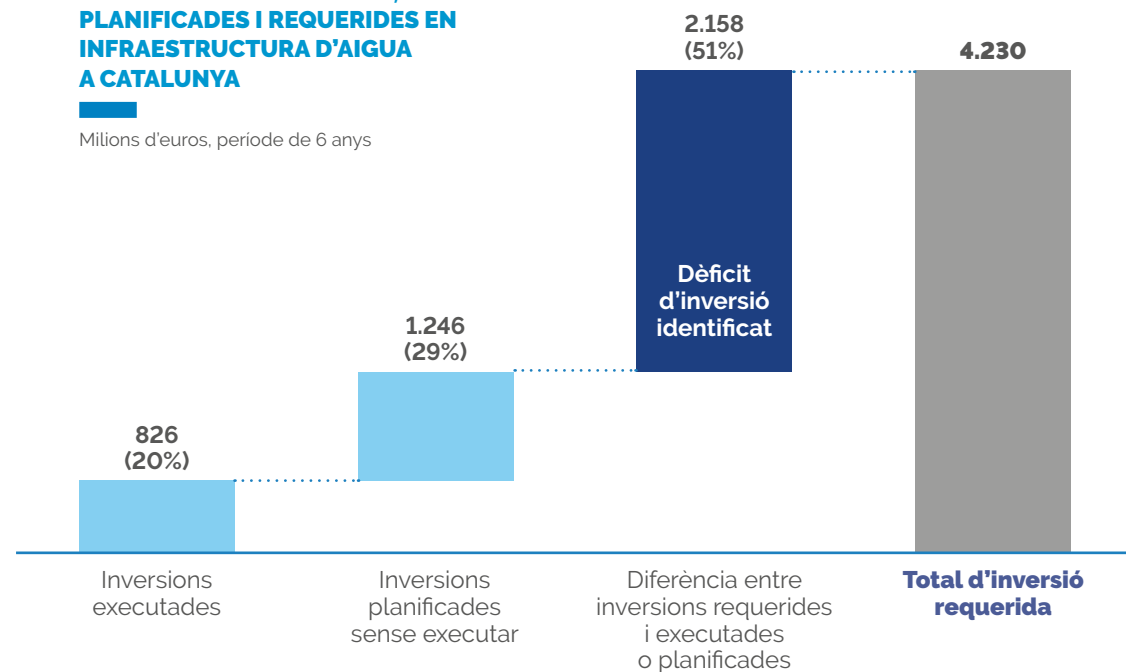 PLANIFICADES I REQUERIDES EN
INFRAESTRUCTURA D'AIGUA
A CATALUNYA
Milions d'euros, període de 6 anys
826
(20%)
1.246
(29%)
2.158
(51%)
4.230
Dèficit
d'inversió
identificat
Inversions
executades
Inversions
planificades
sense executar
Diferència entre
inversions requerides
i executades
o planificades
Total d'inversió
requerida